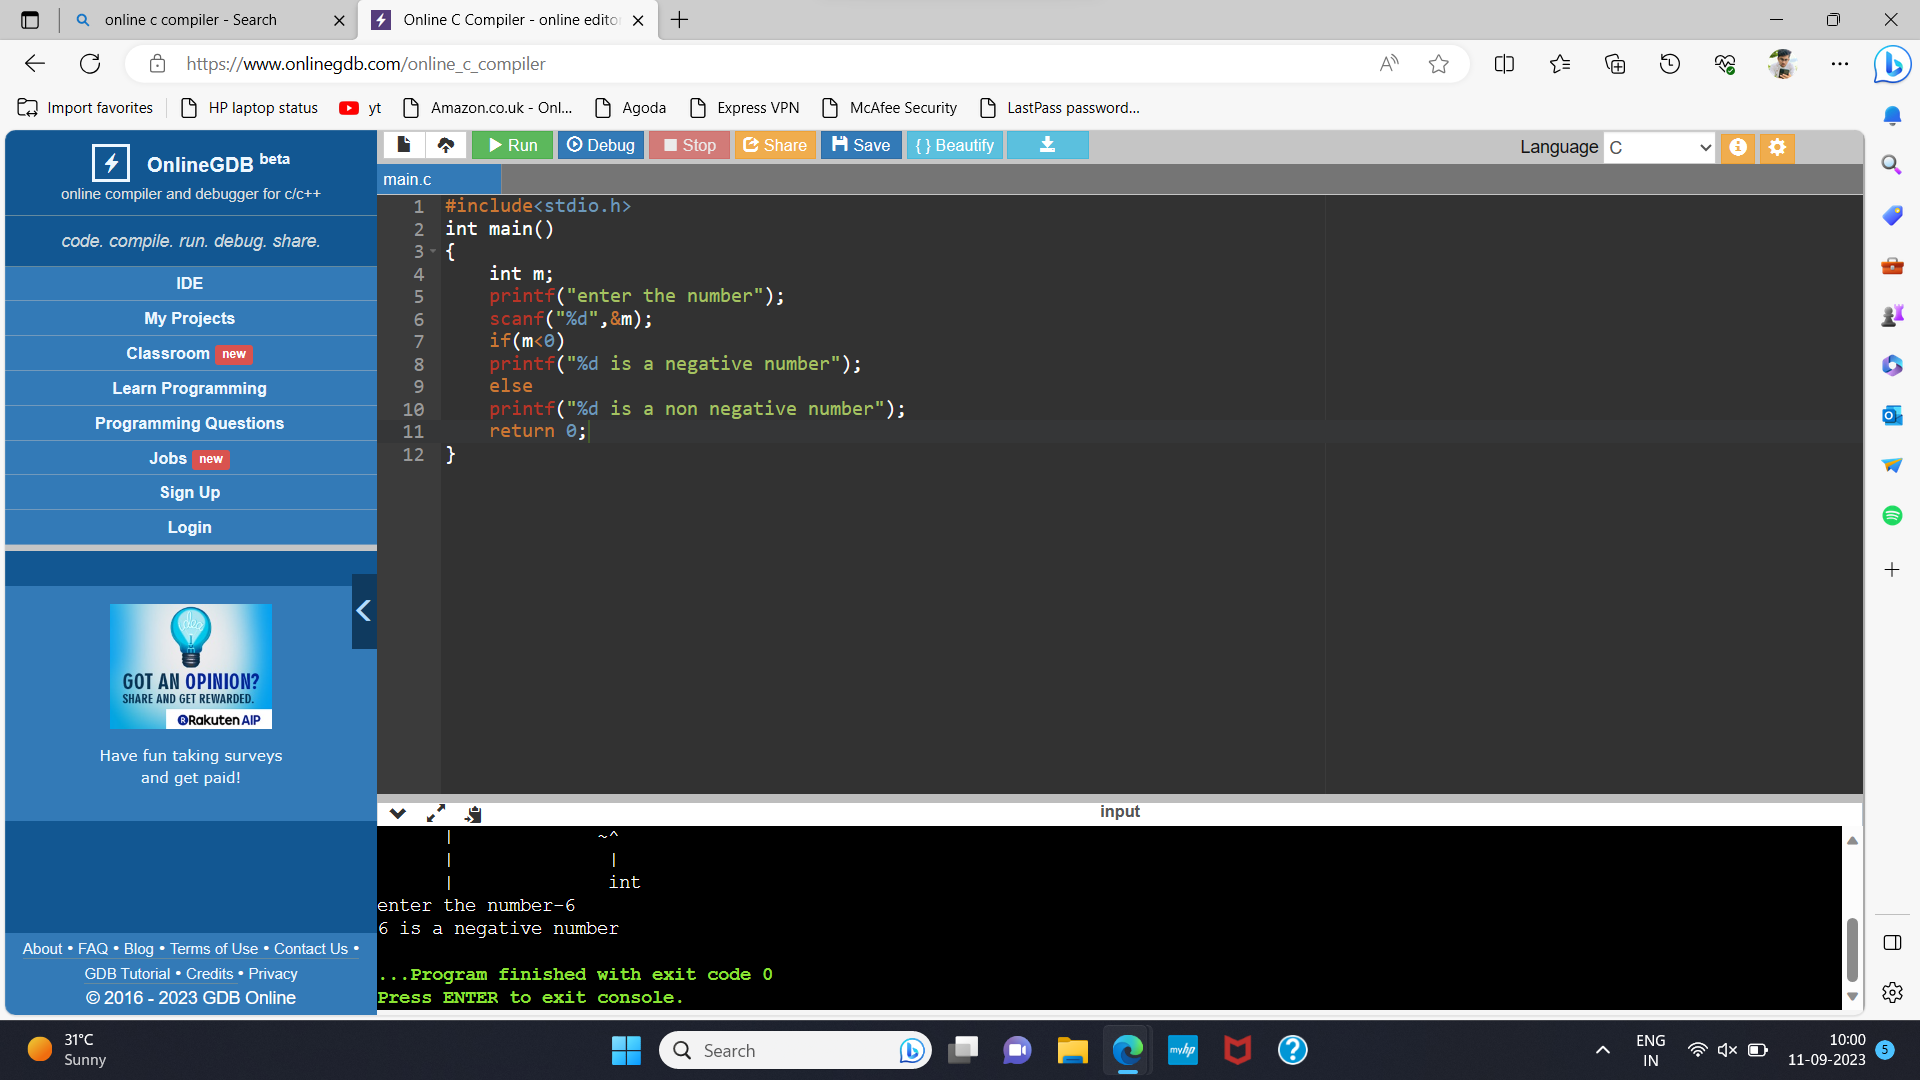 online c compiler - Search
Online C Compiler - online edito
https://www.onlinegdb.com/online_c_compiler
Import favorites
HP laptop status
yt
Amazon.co.uk - Onl...
Agoda
Express VPN
McAfee Security
LastPass password...
OnlineGDB beta
online compiler and debugger for c/c++
code. compile. run. debug. share.
IDE
My Projects
Classroom new
Learn Programming
Programming Questions
Jobs new
Sign Up
Login
GOT AN OPINION?
SHARE AND GET REWARDED.
Rakuten AIP
Have fun taking surveys
and get paid!
About • FAQ • Blog • Terms of Use • Contact Us •
GDB Tutorial • Credits • Privacy
© 2016 - 2023 GDB Online
Run
Debug
Stop
Share
Save
{ } Beautify
Language C
main.c
1 #include<stdio.h>
2 int main()
3 {
4 int m;
5 printf("enter the number");
6 scanf("%d",&m);
7 if(m<0)
8 printf("%d is a negative number");
9 else
10 printf("%d is a non negative number");
11 return 0;
12 }
input
| ~^
| |
| int
enter the number-6
6 is a negative number
...Program finished with exit code 0
Press ENTER to exit console.
31°C
Sunny
Search
myhp
ENG
IN
10:00
11-09-2023
5